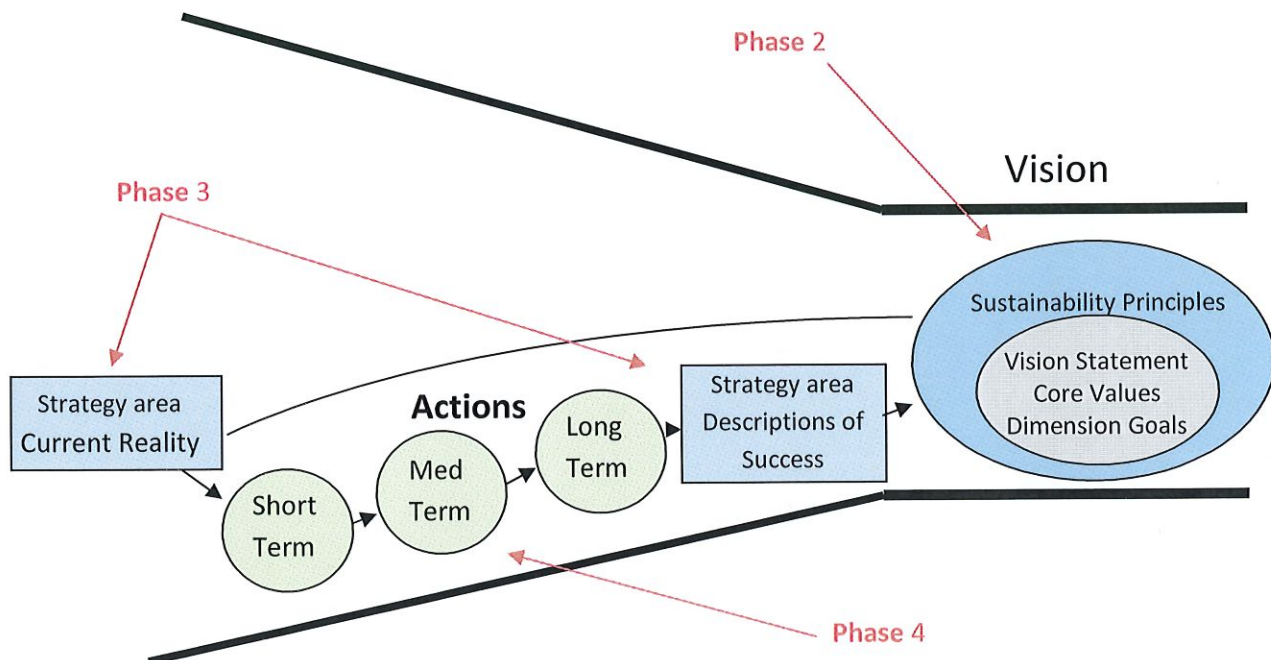 Phase 2
Vision
Phase 3
Sustainability Principles
Vision Statement
Core Values
Dimension Goals
Strategy area
Current Reality
Actions
Short
Term
Med
Term
Long
Term
Strategy area
Descriptions of
Success
Phase 4